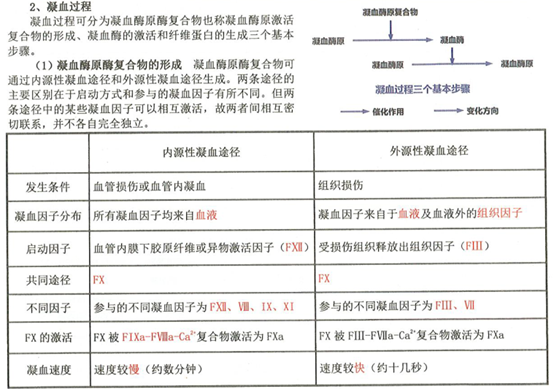 2、凝血过程
凝血过程可分为凝血酶原酶复合物也称凝血酶原激活
复合物的形成、凝血酶的激活和纤维蛋白的生成三个基本
步骤。
（1）凝血酶原酶复合物的形成 凝血酶原酶复合物可
通过内源性凝血途径和外源性凝血途径生成。两条途径的
主要区别在于启动方式和参与的凝血因子有所不同。但两
条途径中的某些凝血因子可以相互激活，故两者间相互密
切联系，并不各自完全独立。
凝血酶原复合物
凝血酶原 凝血酶
凝血酶原 凝血酶原
凝血过程三个基本步骤
催化作用 变化方向
内源性凝血途径 外源性凝血途径
发生条件 血管损伤或血管内凝血 组织损伤
凝血因子分布 所有凝血因子均来自血液 凝血因子来自于血液及血液外的组织因子
启动因子 血管内膜下胶原纤维或异物激活因子（FⅫ） 受损伤组织释放出组织因子（FⅢ）
共同途径 FX FX
不同因子 参与的不同凝血因子为FⅫ、Ⅷ、Ⅸ、Ⅺ 参与的不同凝血因子为FⅢ、Ⅶ
FX的激活 FX被FⅨa-FⅧa-Ca²⁺复合物激活为FXa FX被FⅢ-FⅦa-Ca²⁺复合物激活为FXa
凝血速度 速度较慢（约数分钟） 速度较快（约十几秒）